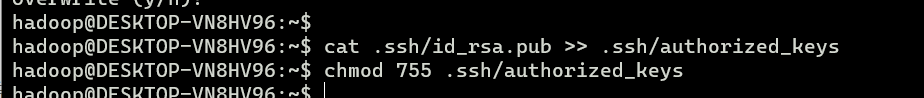 overwrite (y/n)?
hadoop@DESKTOP-VN8HV96:~$
hadoop@DESKTOP-VN8HV96:~$ cat .ssh/id_rsa.pub >> .ssh/authorized_keys
hadoop@DESKTOP-VN8HV96:~$ chmod 755 .ssh/authorized_keys
hadoop@DESKTOP-VN8HV96:~$